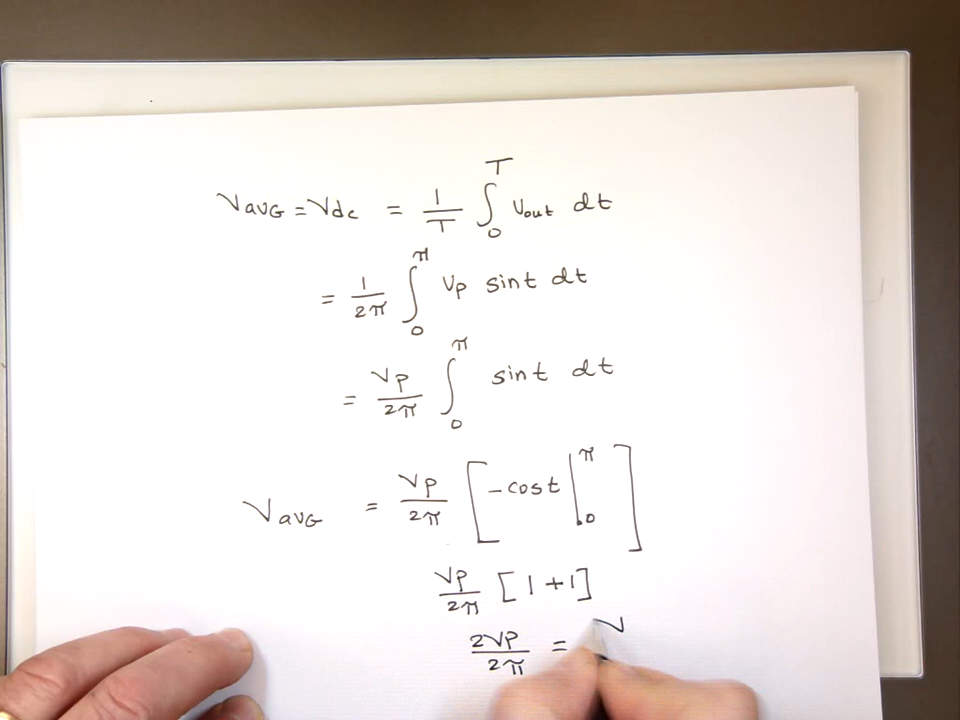 VAVG = Vdc = 1/T ∫₀ᵀ Vout dt
= 1/2π ∫₀^π Vp sint dt
= Vp/2π ∫₀^π sint dt
VAVG = Vp/2π [-cost |₀^π ]
Vp/2π [1+1]
2Vp/2π = V